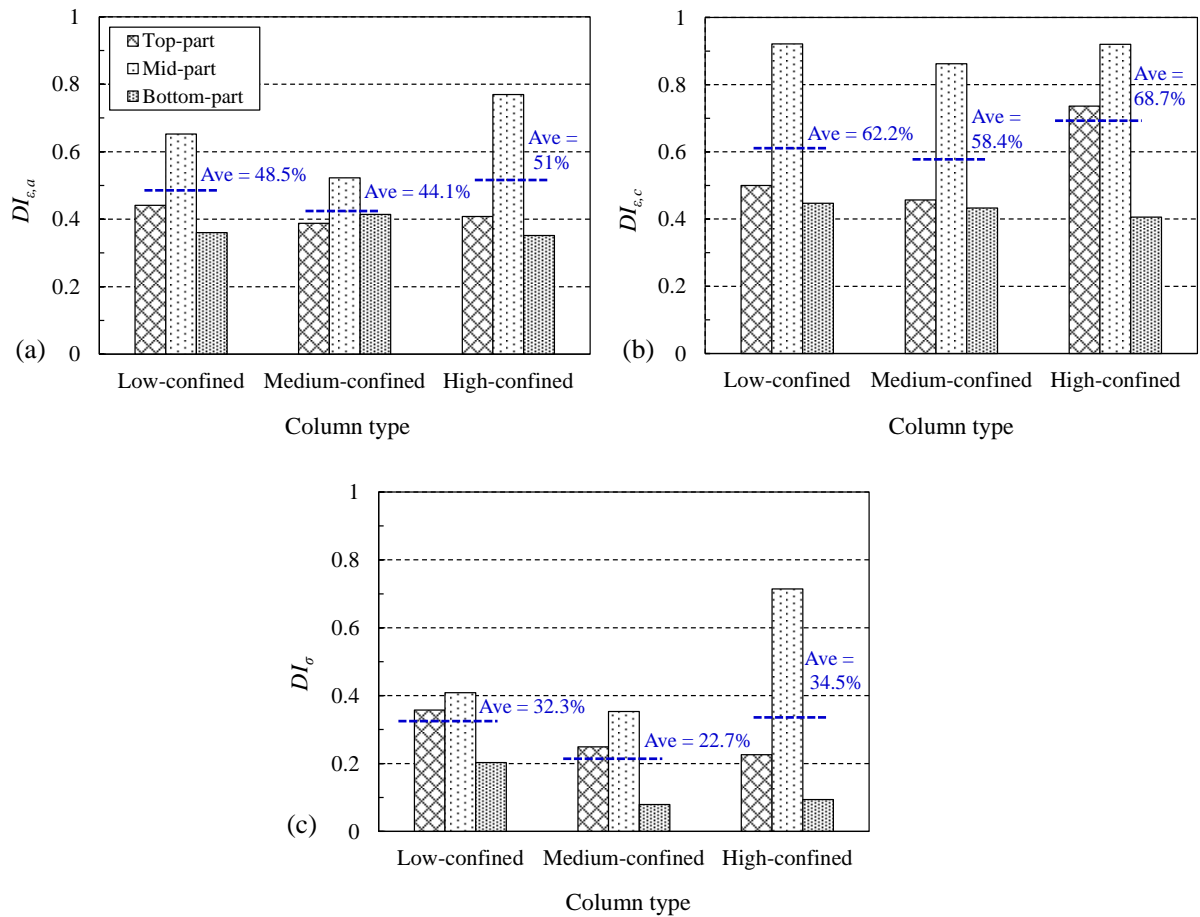 1
0.8
0.6
0.4
0.2
0
DI_{ε,a}
Top-part
Mid-part
Bottom-part
Ave = 48.5%
Ave = 44.1%
Ave =
51%
(a)
Low-confined Medium-confined High-confined
Column type
1
0.8
0.6
0.4
0.2
0
DI_{ε,c}
Ave = 62.2%
Ave =
58.4%
Ave =
68.7%
(b)
Low-confined Medium-confined High-confined
Column type
1
0.8
0.6
0.4
0.2
0
DI_σ
Ave = 32.3%
Ave = 22.7%
Ave =
34.5%
(c)
Low-confined Medium-confined High-confined
Column type